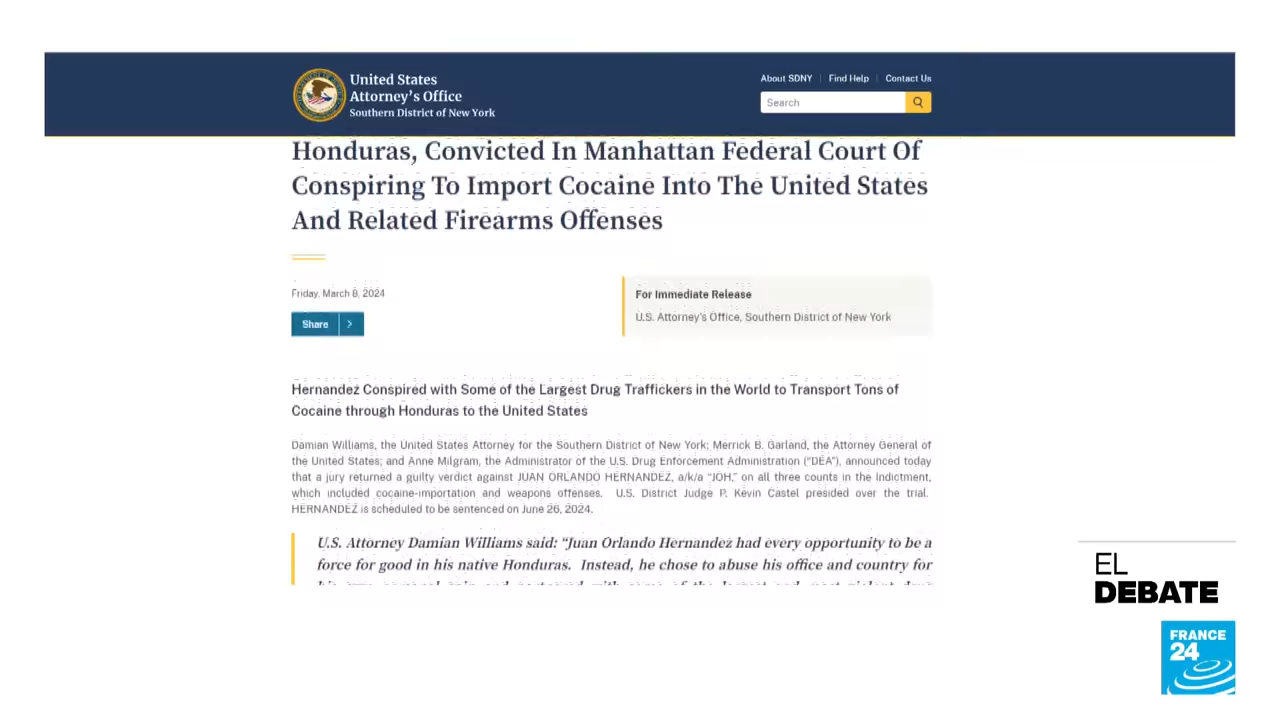 United States
Attorney's Office
Southern District of New York
About SDNY | Find Help | Contact Us
Search
Honduras, Convicted In Manhattan Federal Court Of
Conspiring To Import Cocaine Into The United States
And Related Firearms Offenses
Friday, March 8, 2024
Share
For Immediate Release
U.S. Attorney's Office, Southern District of New York
Hernandez Conspired with Some of the Largest Drug Traffickers in the World to Transport Tons of
Cocaine through Honduras to the United States
Damian Williams, the United States Attorney for the Southern District of New York; Merrick B. Garland, the Attorney General of
the United States; and Anne Milgram, the Administrator of the U.S. Drug Enforcement Administration ("DEA"), announced today
that a jury returned a guilty verdict against JUAN ORLANDO HERNANDEZ, a/k/a "JOH," on all three counts in the Indictment,
which included cocaine-importation and weapons offenses. U.S. District Judge P. Kevin Castel presided over the trial.
HERNANDEZ is scheduled to be sentenced on June 26, 2024.
U.S. Attorney Damian Williams said: "Juan Orlando Hernandez had every opportunity to be a
force for good in his native Honduras. Instead, he chose to abuse his office and country for
EL
DEBATE
FRANCE
24